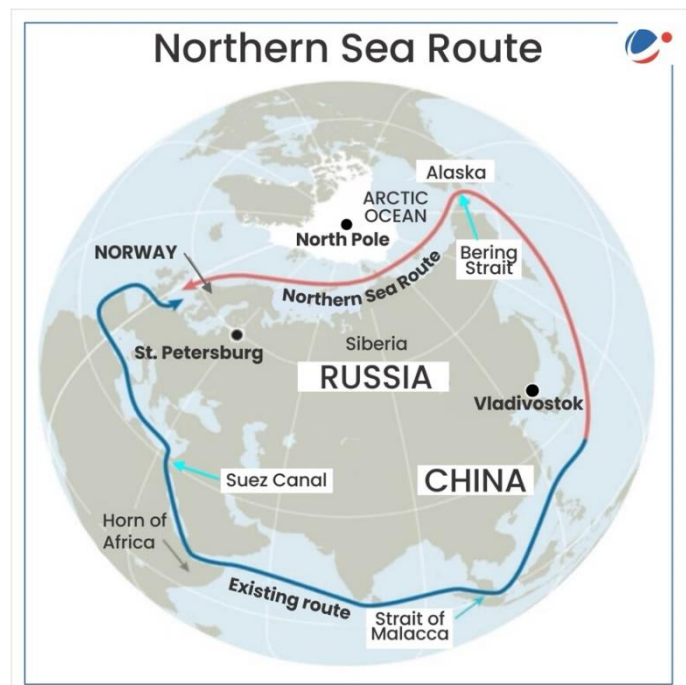 Northern Sea Route
Alaska
ARCTIC
OCEAN
North Pole
NORWAY
Bering
Strait
Northern Sea Route
St. Petersburg
Siberia
RUSSIA
Vladivostok
Suez Canal
CHINA
Horn of
Africa
Existing route
Strait of
Malacca